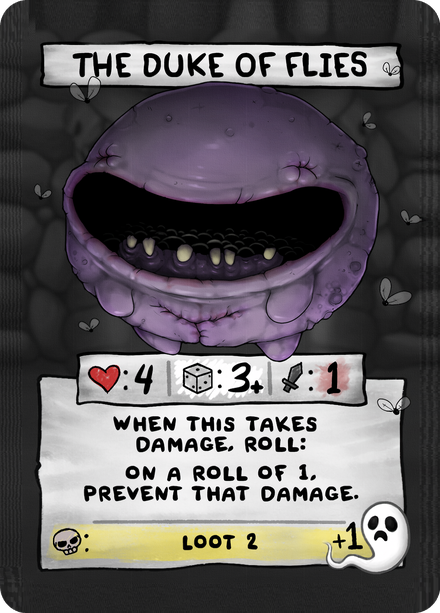 THE DUKE OF FLIES
:4 :3+ :1
WHEN THIS TAKES
DAMAGE, ROLL:
ON A ROLL OF 1,
PREVENT THAT DAMAGE.
: LOOT 2 +1